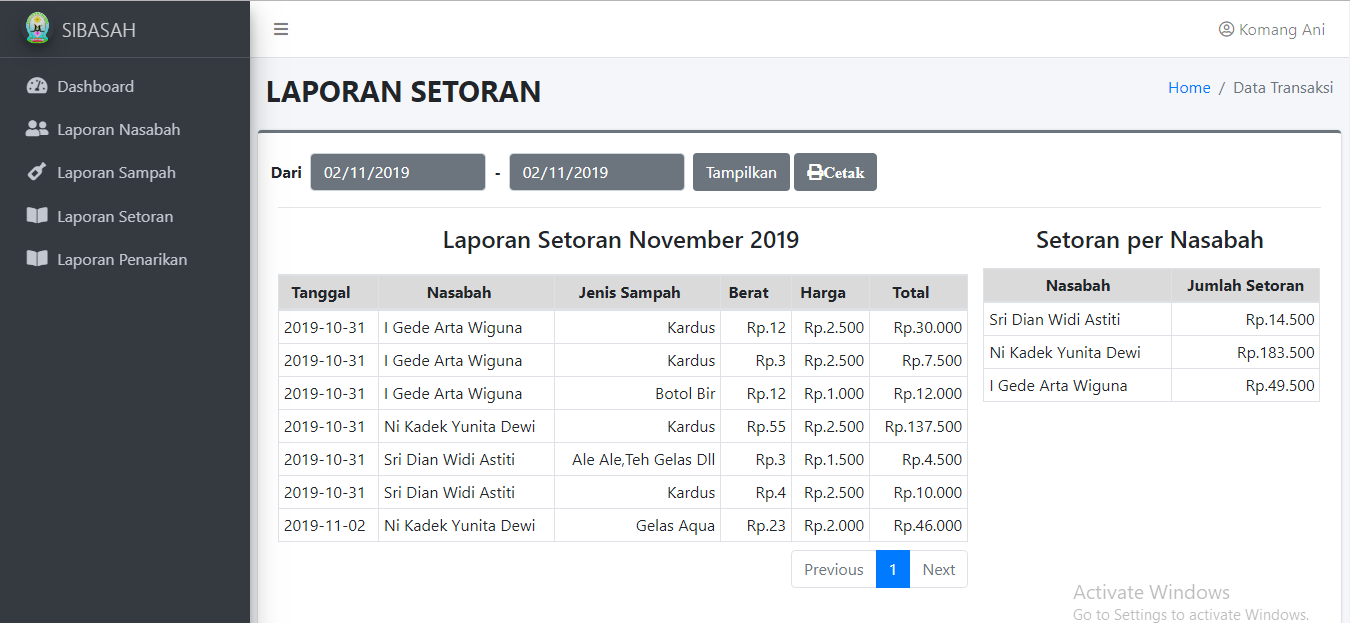 SIBASAH
Komang Ani
Dashboard
Laporan Nasabah
Laporan Sampah
Laporan Setoran
Laporan Penarikan
LAPORAN SETORAN
Home / Data Transaksi
Dari 02/11/2019 - 02/11/2019 Tampilkan Cetak
Laporan Setoran November 2019
Tanggal Nasabah Jenis Sampah Berat Harga Total
2019-10-31 I Gede Arta Wiguna Kardus Rp.12 Rp.2.500 Rp.30.000
2019-10-31 I Gede Arta Wiguna Kardus Rp.3 Rp.2.500 Rp.7.500
2019-10-31 I Gede Arta Wiguna Botol Bir Rp.12 Rp.1.000 Rp.12.000
2019-10-31 Ni Kadek Yunita Dewi Kardus Rp.55 Rp.2.500 Rp.137.500
2019-10-31 Sri Dian Widi Astiti Ale Ale,Teh Gelas Dll Rp.3 Rp.1.500 Rp.4.500
2019-10-31 Sri Dian Widi Astiti Kardus Rp.4 Rp.2.500 Rp.10.000
2019-11-02 Ni Kadek Yunita Dewi Gelas Aqua Rp.23 Rp.2.000 Rp.46.000
Previous 1 Next
Setoran per Nasabah
Nasabah Jumlah Setoran
Sri Dian Widi Astiti Rp.14.500
Ni Kadek Yunita Dewi Rp.183.500
I Gede Arta Wiguna Rp.49.500
Activate Windows
Go to Settings to activate Windows.